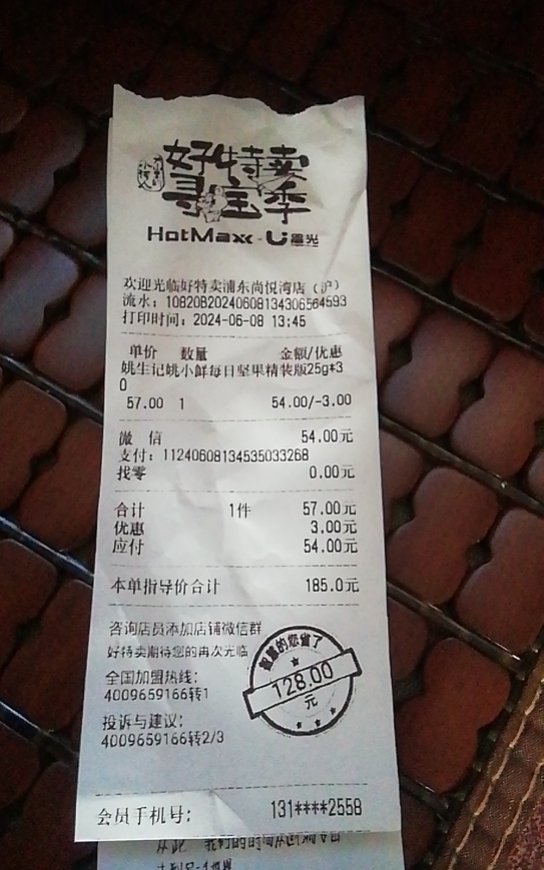 好特卖
寻宝季
HotMaxx - U 晨光
欢迎光临好特卖浦东尚悦湾店（沪）
流水：10820B20240608134306564593
打印时间：2024-06-08 13:45
单价 数量 金额/优惠
姚生记姚小鲜每日坚果精装版25g*3
0
57.00 1 54.00/-3.00
微 信 54.00元
支付：11240608134535033268
找零 0.00元
合计 1件 57.00元
优惠 3.00元
应付 54.00元
本单指导价合计 185.0元
咨询店员添加店铺微信群
好特卖期待您的再次光临
全国加盟热线：
4009659166转1
投诉与建议：
4009659166转2/3
聪慧的您省了
128.00
元
会员手机号： 131****2558